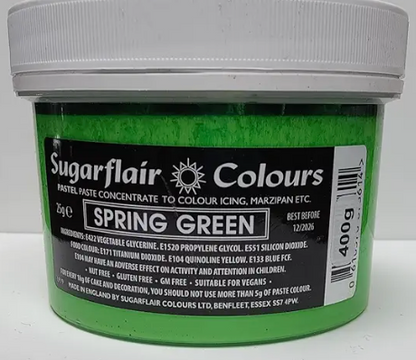 Sugarflair Colours
PASTEL PASTE CONCENTRATE TO COLOUR ICING, MARZIPAN ETC.
25g e SPRING GREEN BEST BEFORE
12/2026
INGREDIENTS: E422 VEGETABLE GLYCERINE. E1520 PROPYLENE GLYCOL. E551 SILICON DIOXIDE.
FOOD COLOUR: E171 TITANIUM DIOXIDE. E104 QUINOLINE YELLOW. E133 BLUE FCF.
E104 MAY HAVE AN ADVERSE EFFECT ON ACTIVITY AND ATTENTION IN CHILDREN.
• NUT FREE • GLUTEN FREE • GM FREE • SUITABLE FOR VEGANS •
FOR EVERY 1kg OF CAKE AND DECORATION, YOU SHOULD NOT USE MORE THAN 5g OF PASTE COLOUR.
MADE IN ENGLAND BY SUGARFLAIR COLOURS LTD, BENFLEET, ESSEX SS7 4PW.
400g